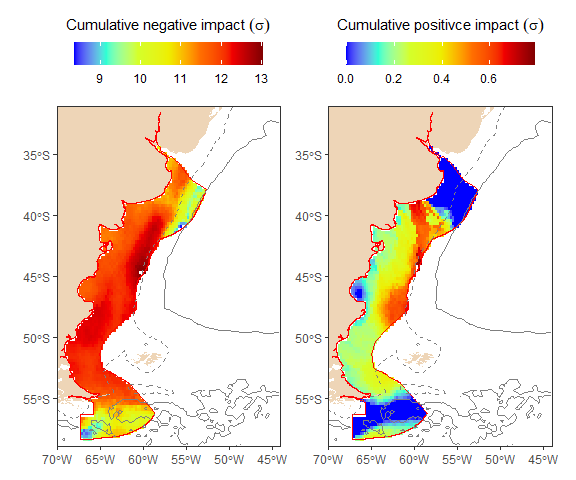 Cumulative negative impact (σ)
9 10 11 12 13
Cumulative positivce impact (σ)
0.0 0.2 0.4 0.6
35°S
40°S
45°S
50°S
55°S
70°W 65°W 60°W 55°W 50°W 45°W
35°S
40°S
45°S
50°S
55°S
70°W 65°W 60°W 55°W 50°W 45°W